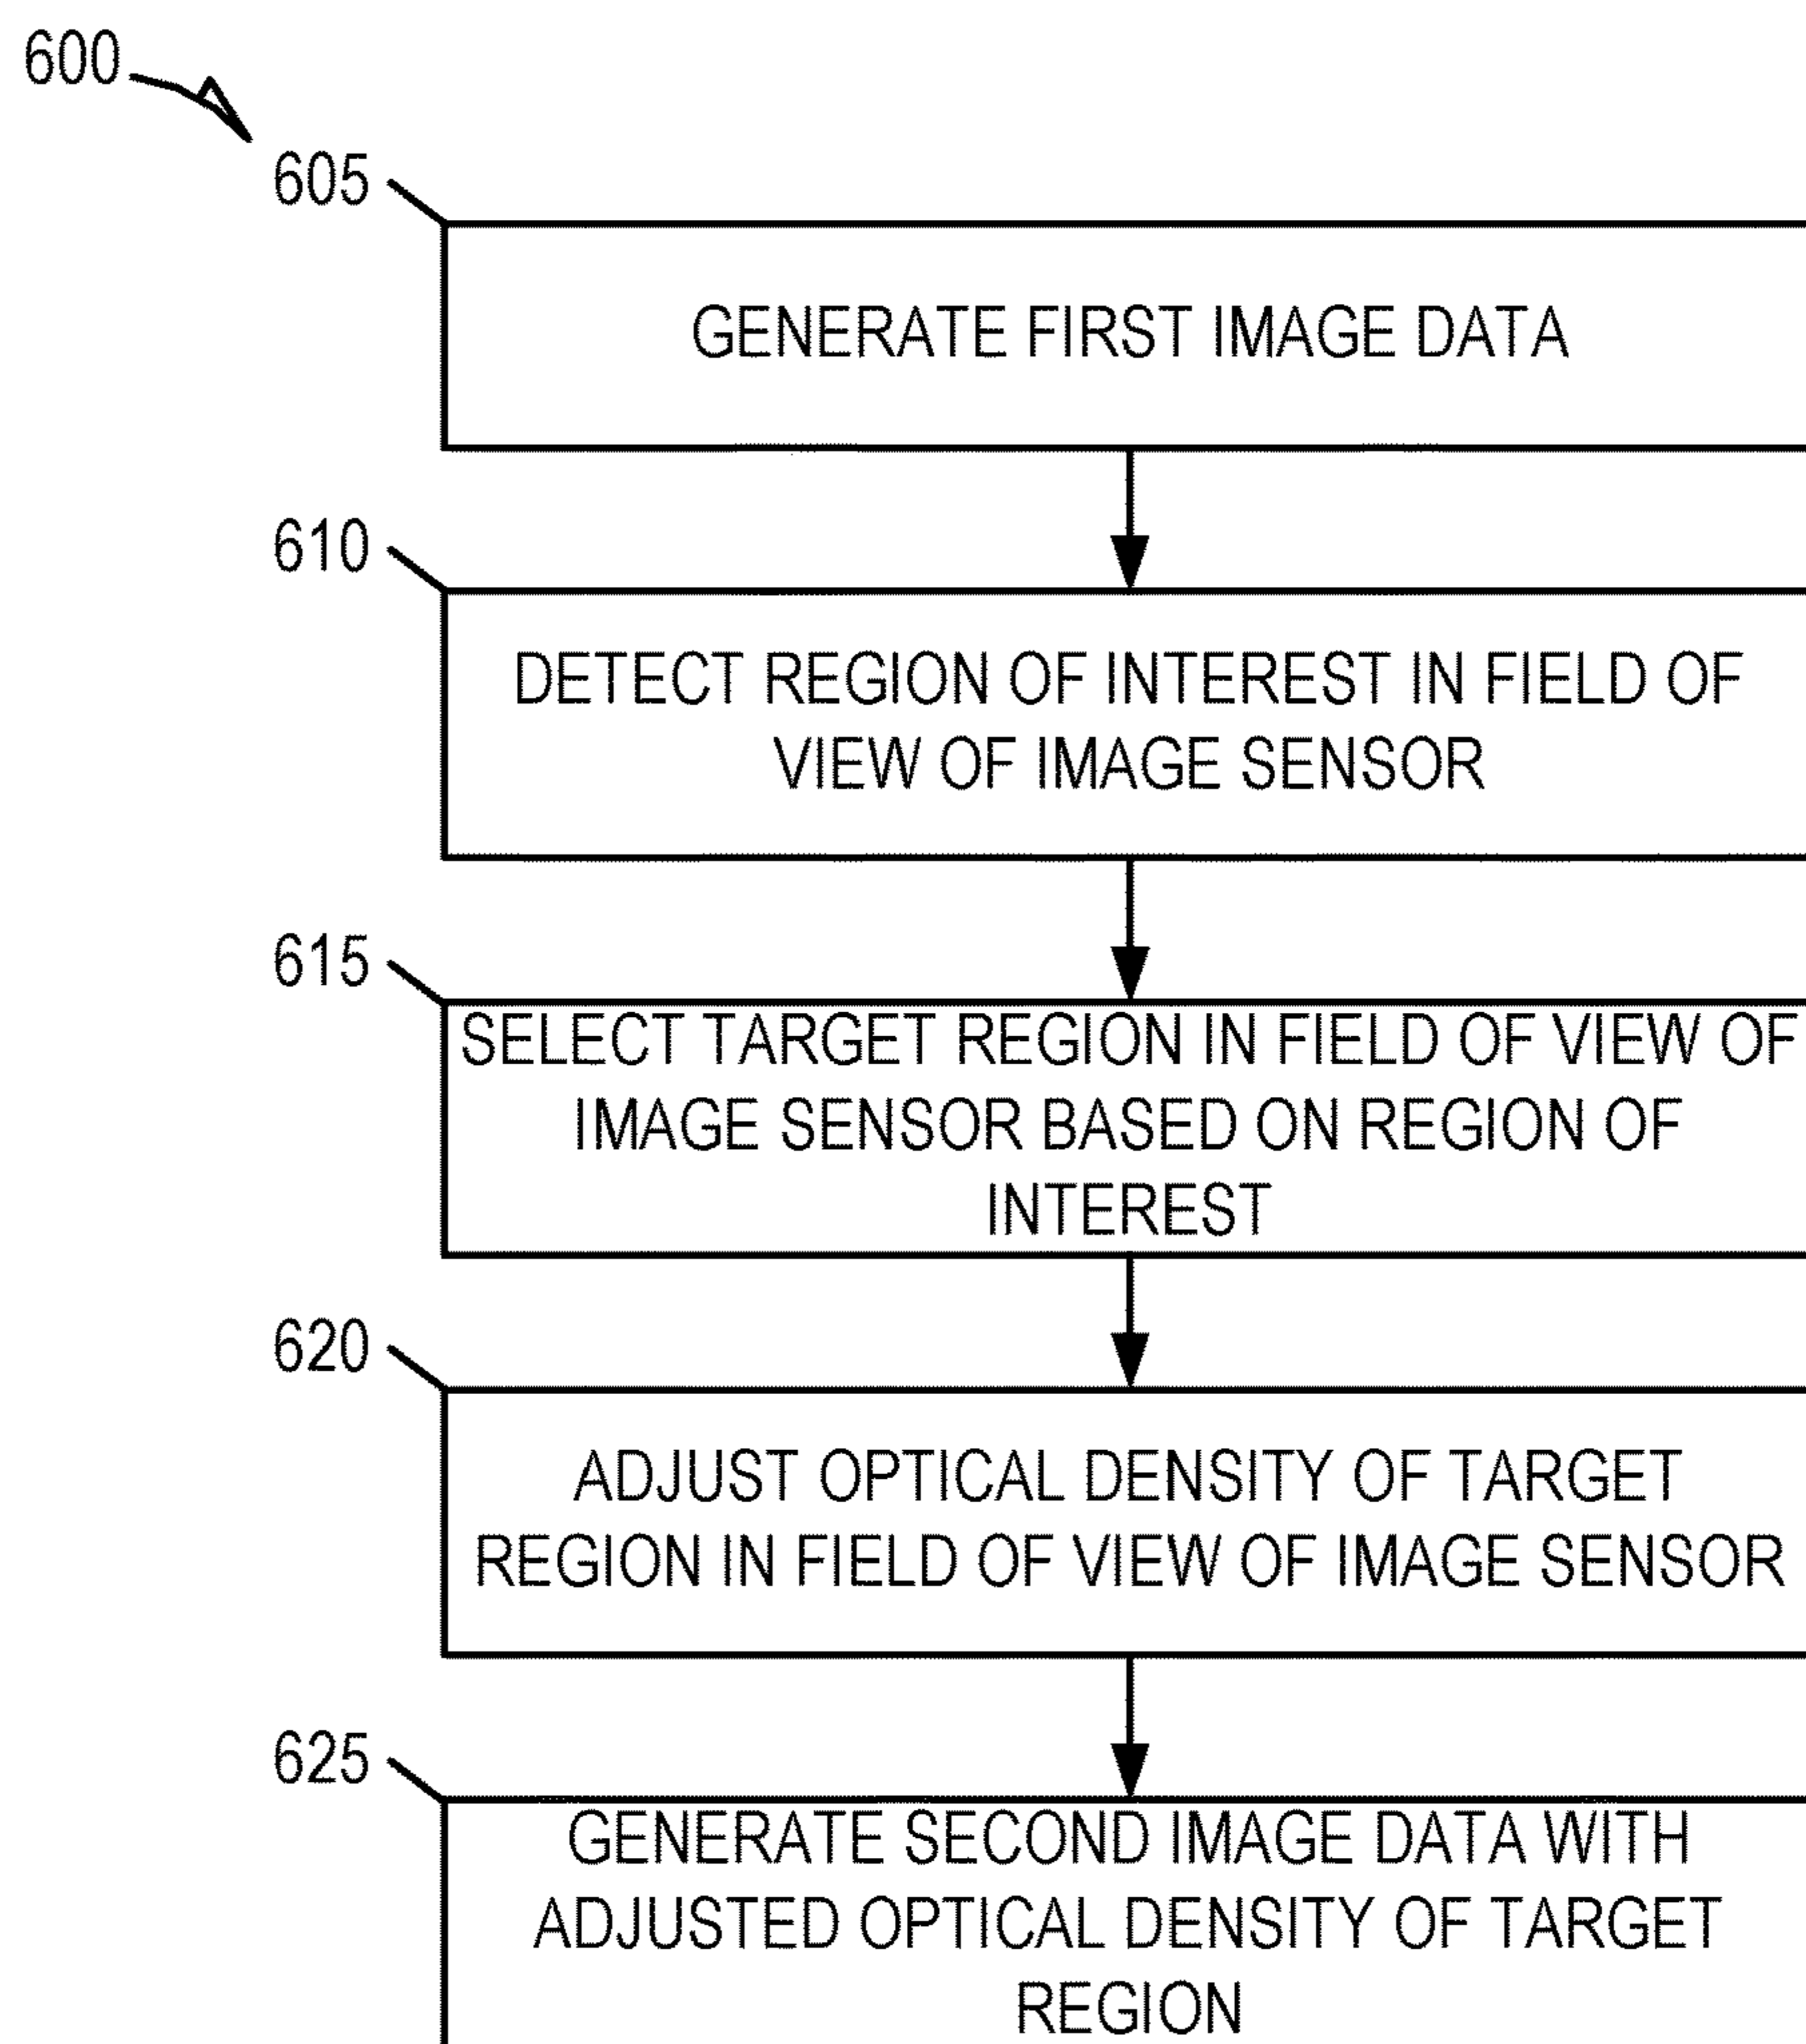 600
605
GENERATE FIRST IMAGE DATA
610
DETECT REGION OF INTEREST IN FIELD OF
VIEW OF IMAGE SENSOR
615
SELECT TARGET REGION IN FIELD OF VIEW OF
IMAGE SENSOR BASED ON REGION OF
INTEREST
620
ADJUST OPTICAL DENSITY OF TARGET
REGION IN FIELD OF VIEW OF IMAGE SENSOR
625
GENERATE SECOND IMAGE DATA WITH
ADJUSTED OPTICAL DENSITY OF TARGET
REGION